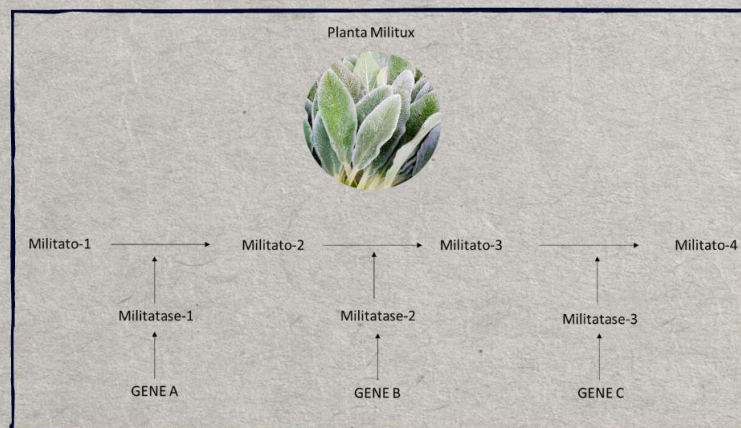 Planta Militux
Militato-1 Militato-2 Militato-3 Militato-4
Militatase-1 Militatase-2 Militatase-3
GENE A GENE B GENE C